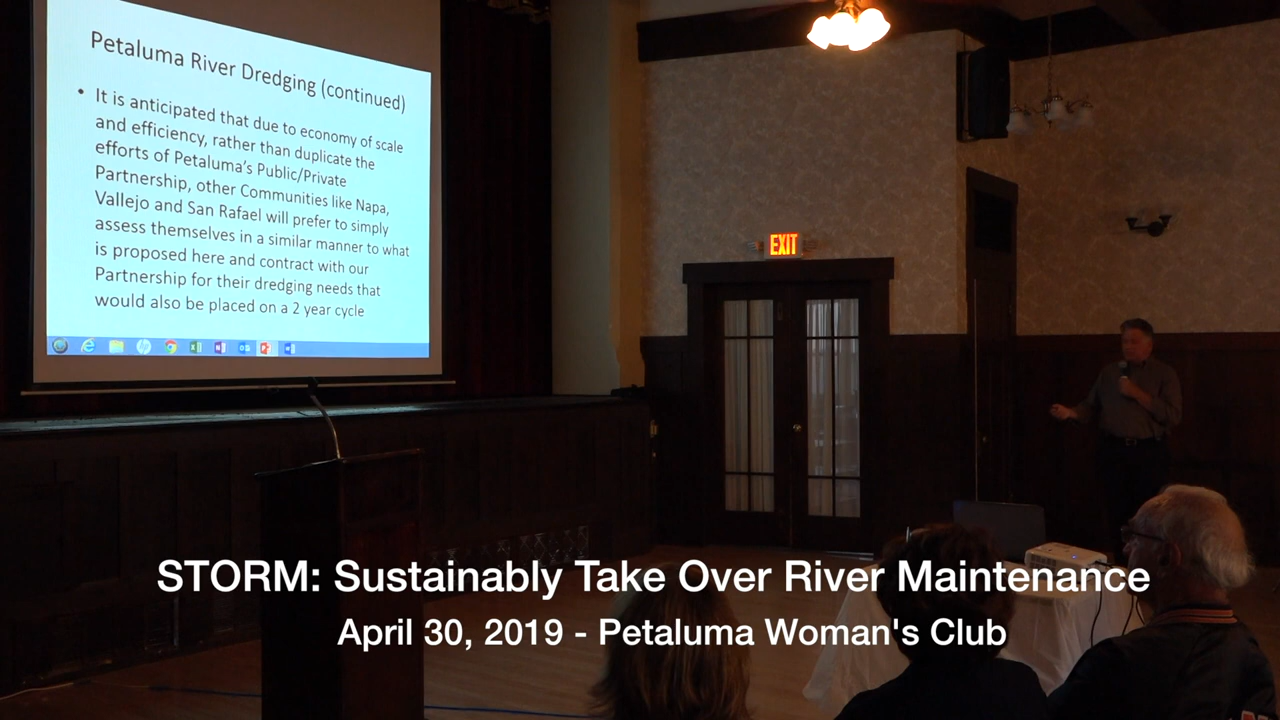 Petaluma River Dredging (continued)
• It is anticipated that due to economy of scale
and efficiency, rather than duplicate the
efforts of Petaluma's Public/Private
Partnership, other Communities like Napa,
Vallejo and San Rafael will prefer to simply
assess themselves in a similar manner to what
is proposed here and contract with our
Partnership for their dredging needs that
would also be placed on a 2 year cycle
EXIT
STORM: Sustainably Take Over River Maintenance
April 30, 2019 - Petaluma Woman's Club